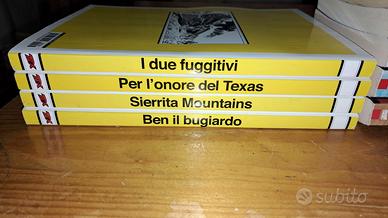 I due fuggitivi
Per l'onore del Texas
Sierrita Mountains
Ben il bugiardo
subito